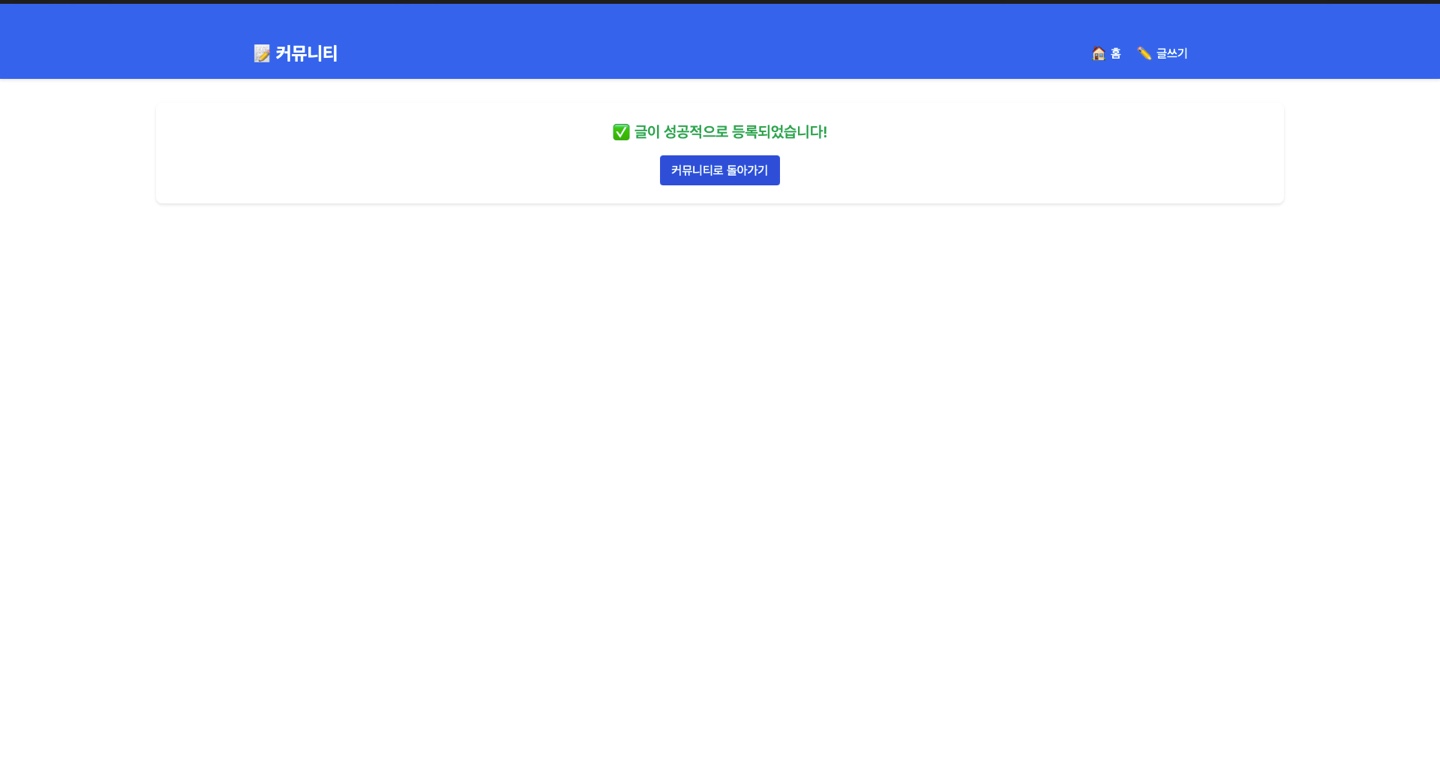 📝 커뮤니티
🏠 홈 ✏️ 글쓰기
✅ 글이 성공적으로 등록되었습니다!
커뮤니티로 돌아가기